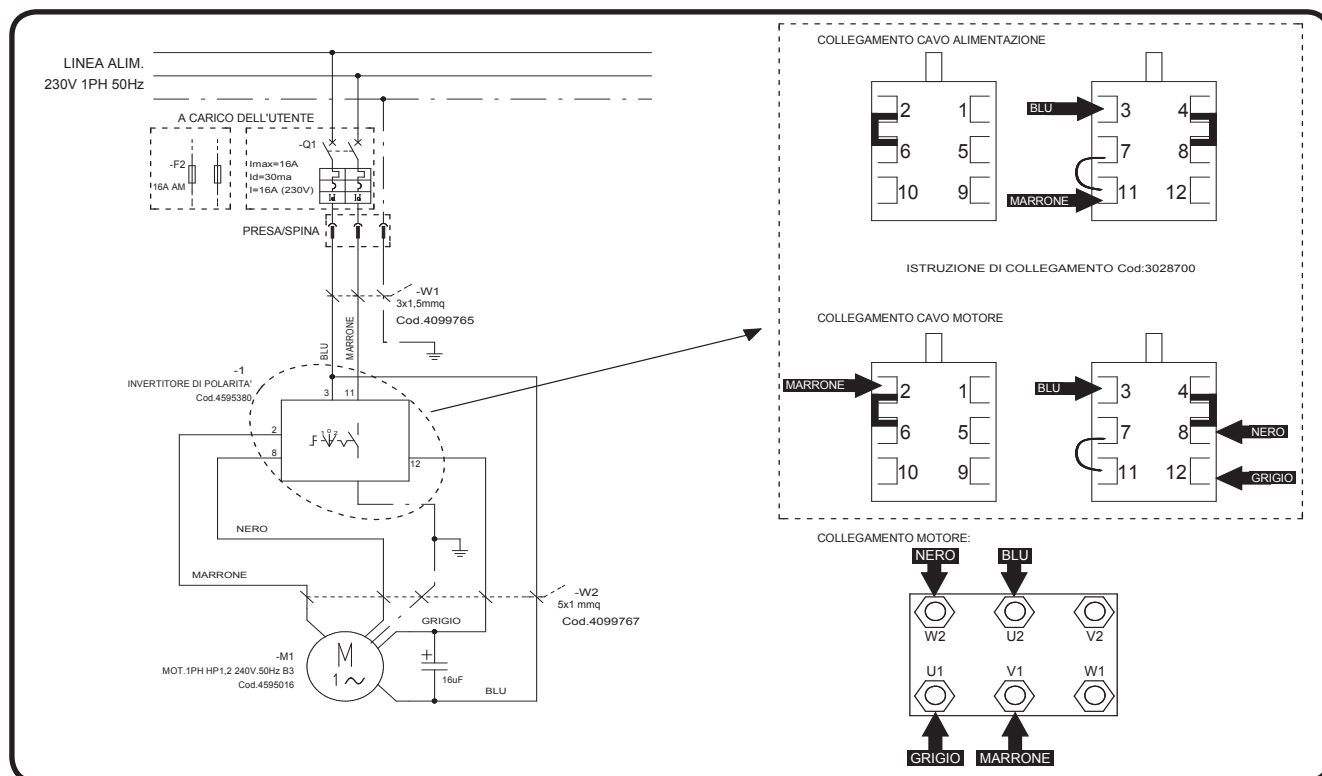 LINEA ALIM.
230V 1PH 50Hz
A CARICO DELL'UTENTE
-F2
16A AM
-Q1
Imax=16A
Id=30ma
I=16A (230V)
Id Id
PRESA/SPINA
-W1
3x1,5mmq
Cod.4099765
BLU
MARRONE
-1
INVERTITORE DI POLARITA'
Cod.4595380
3 11
2
8
12
1 0 2
NERO
MARRONE
-W2
5x1 mmq
Cod.4099767
GRIGIO
-M1
MOT.1PH HP1,2 240V.50Hz B3
Cod.4595016
M
1
+
16uF
BLU
COLLEGAMENTO CAVO ALIMENTAZIONE
2 1
6 5
10 9
BLU
3 4
7 8
MARRONE
11 12
ISTRUZIONE DI COLLEGAMENTO Cod:3028700
COLLEGAMENTO CAVO MOTORE
MARRONE
2 1
6 5
10 9
BLU
3 4
7 8
NERO
11 12
GRIGIO
COLLEGAMENTO MOTORE:
NERO BLU
W2 U2 V2
U1 V1 W1
GRIGIO MARRONE